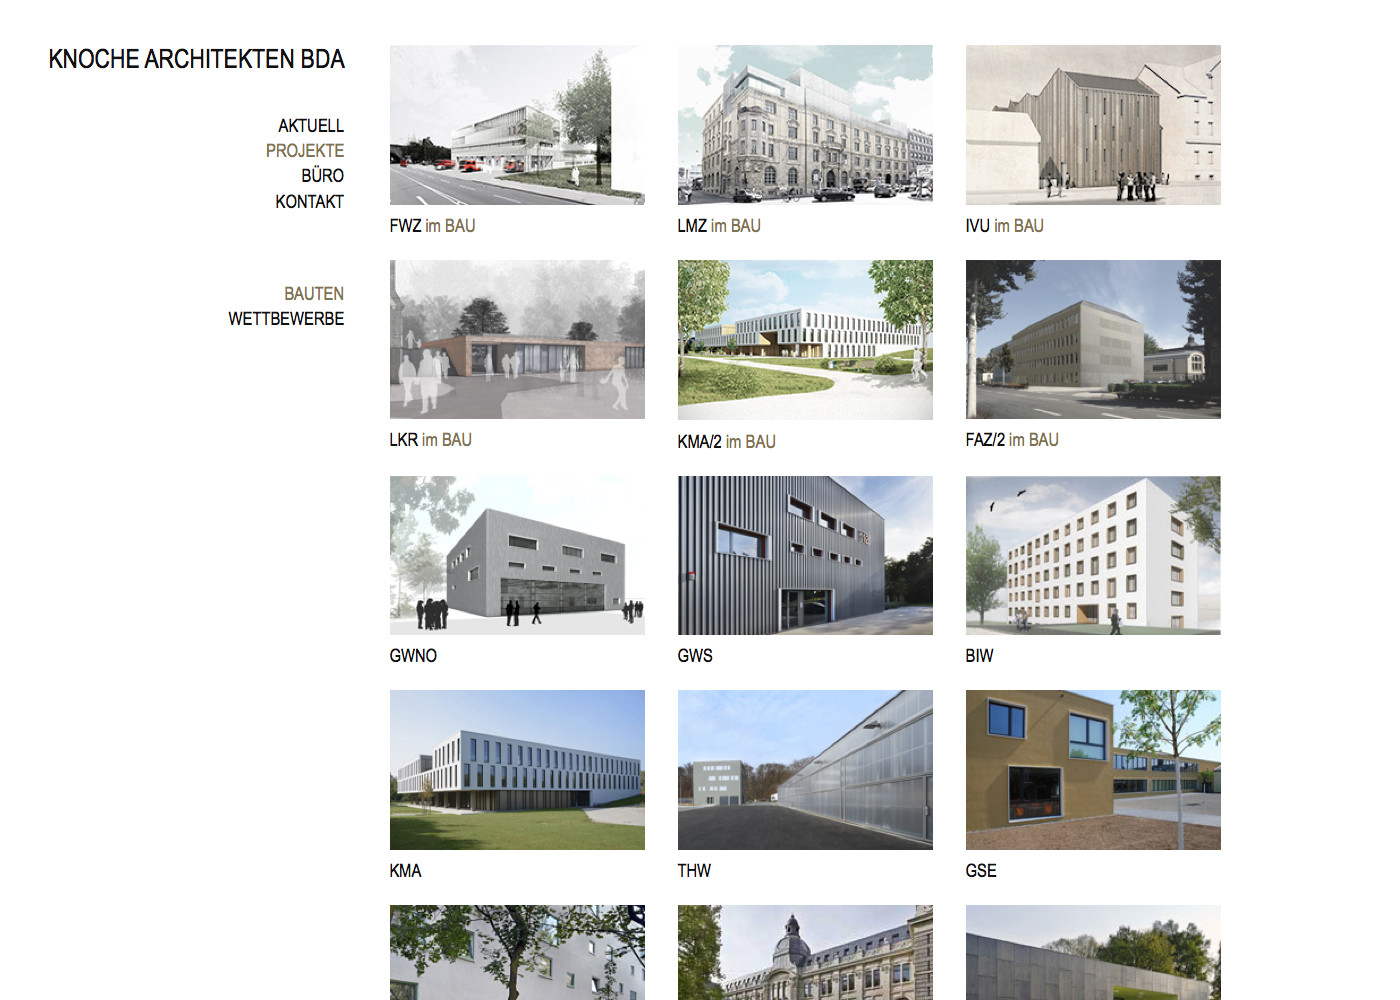 KNOCHE ARCHITEKTEN BDA
AKTUELL
PROJEKTE
BÜRO
KONTAKT
BAUTEN
WETTBEWERBE
FWZ im BAU
LMZ im BAU
IVU im BAU
LKR im BAU
KMA/2 im BAU
FAZ/2 im BAU
GWNO
GWS
BIW
KMA
THW
GSE